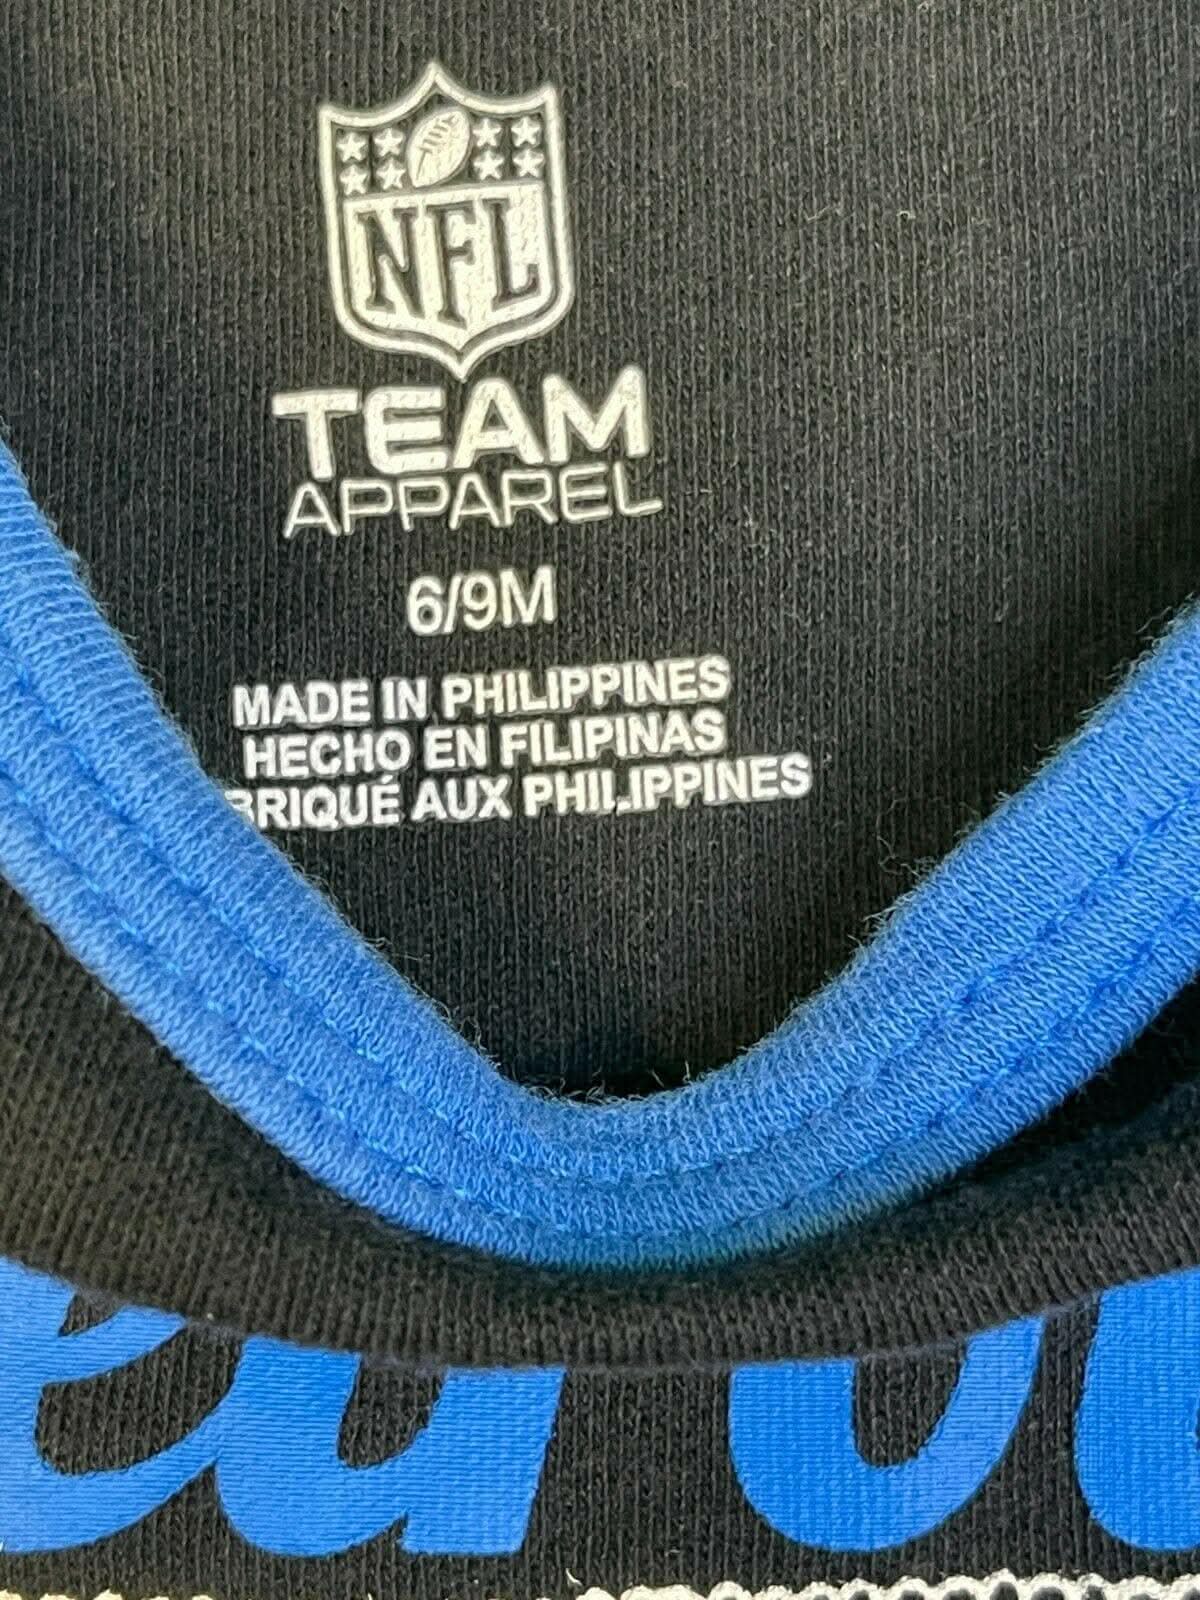 NFL
TEAM
APPAREL
6/9M
MADE IN PHILIPPINES
HECHO EN FILIPINAS
BRIQUÉ AUX PHILIPPINES